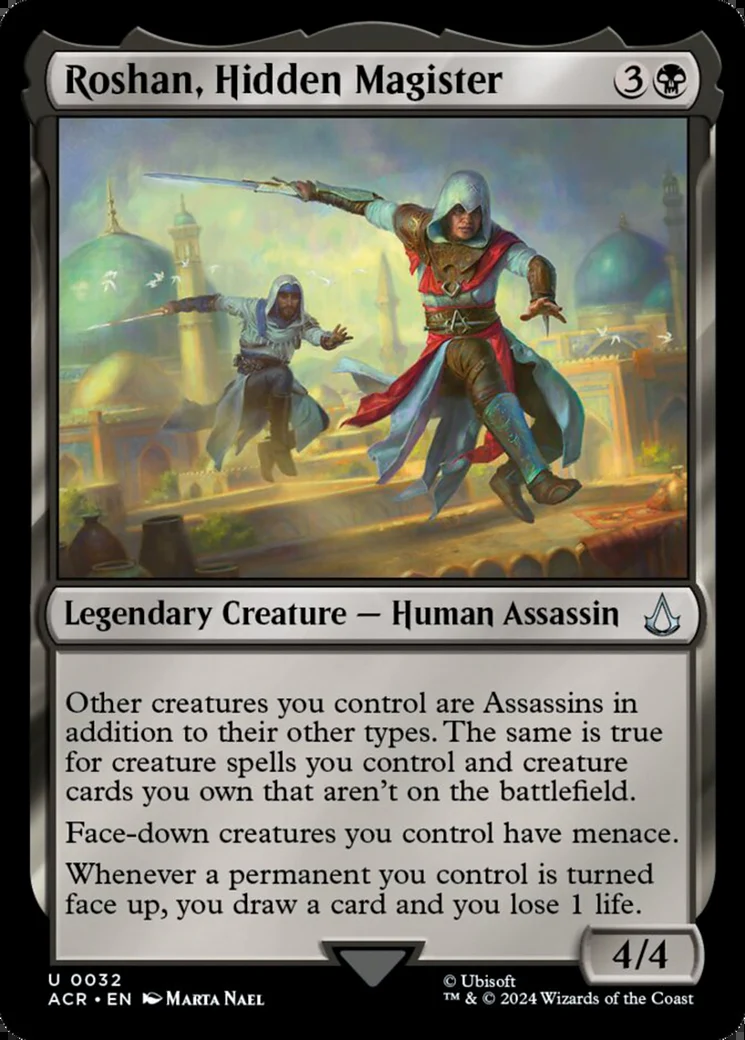 Roshan, Hidden Magister 3
Legendary Creature — Human Assassin
Other creatures you control are Assassins in
addition to their other types. The same is true
for creature spells you control and creature
cards you own that aren't on the battlefield.
Face-down creatures you control have menace.
Whenever a permanent you control is turned
face up, you draw a card and you lose 1 life.
4/4
U 0032
ACR • EN Marta Nael
© Ubisoft
™ & © 2024 Wizards of the Coast